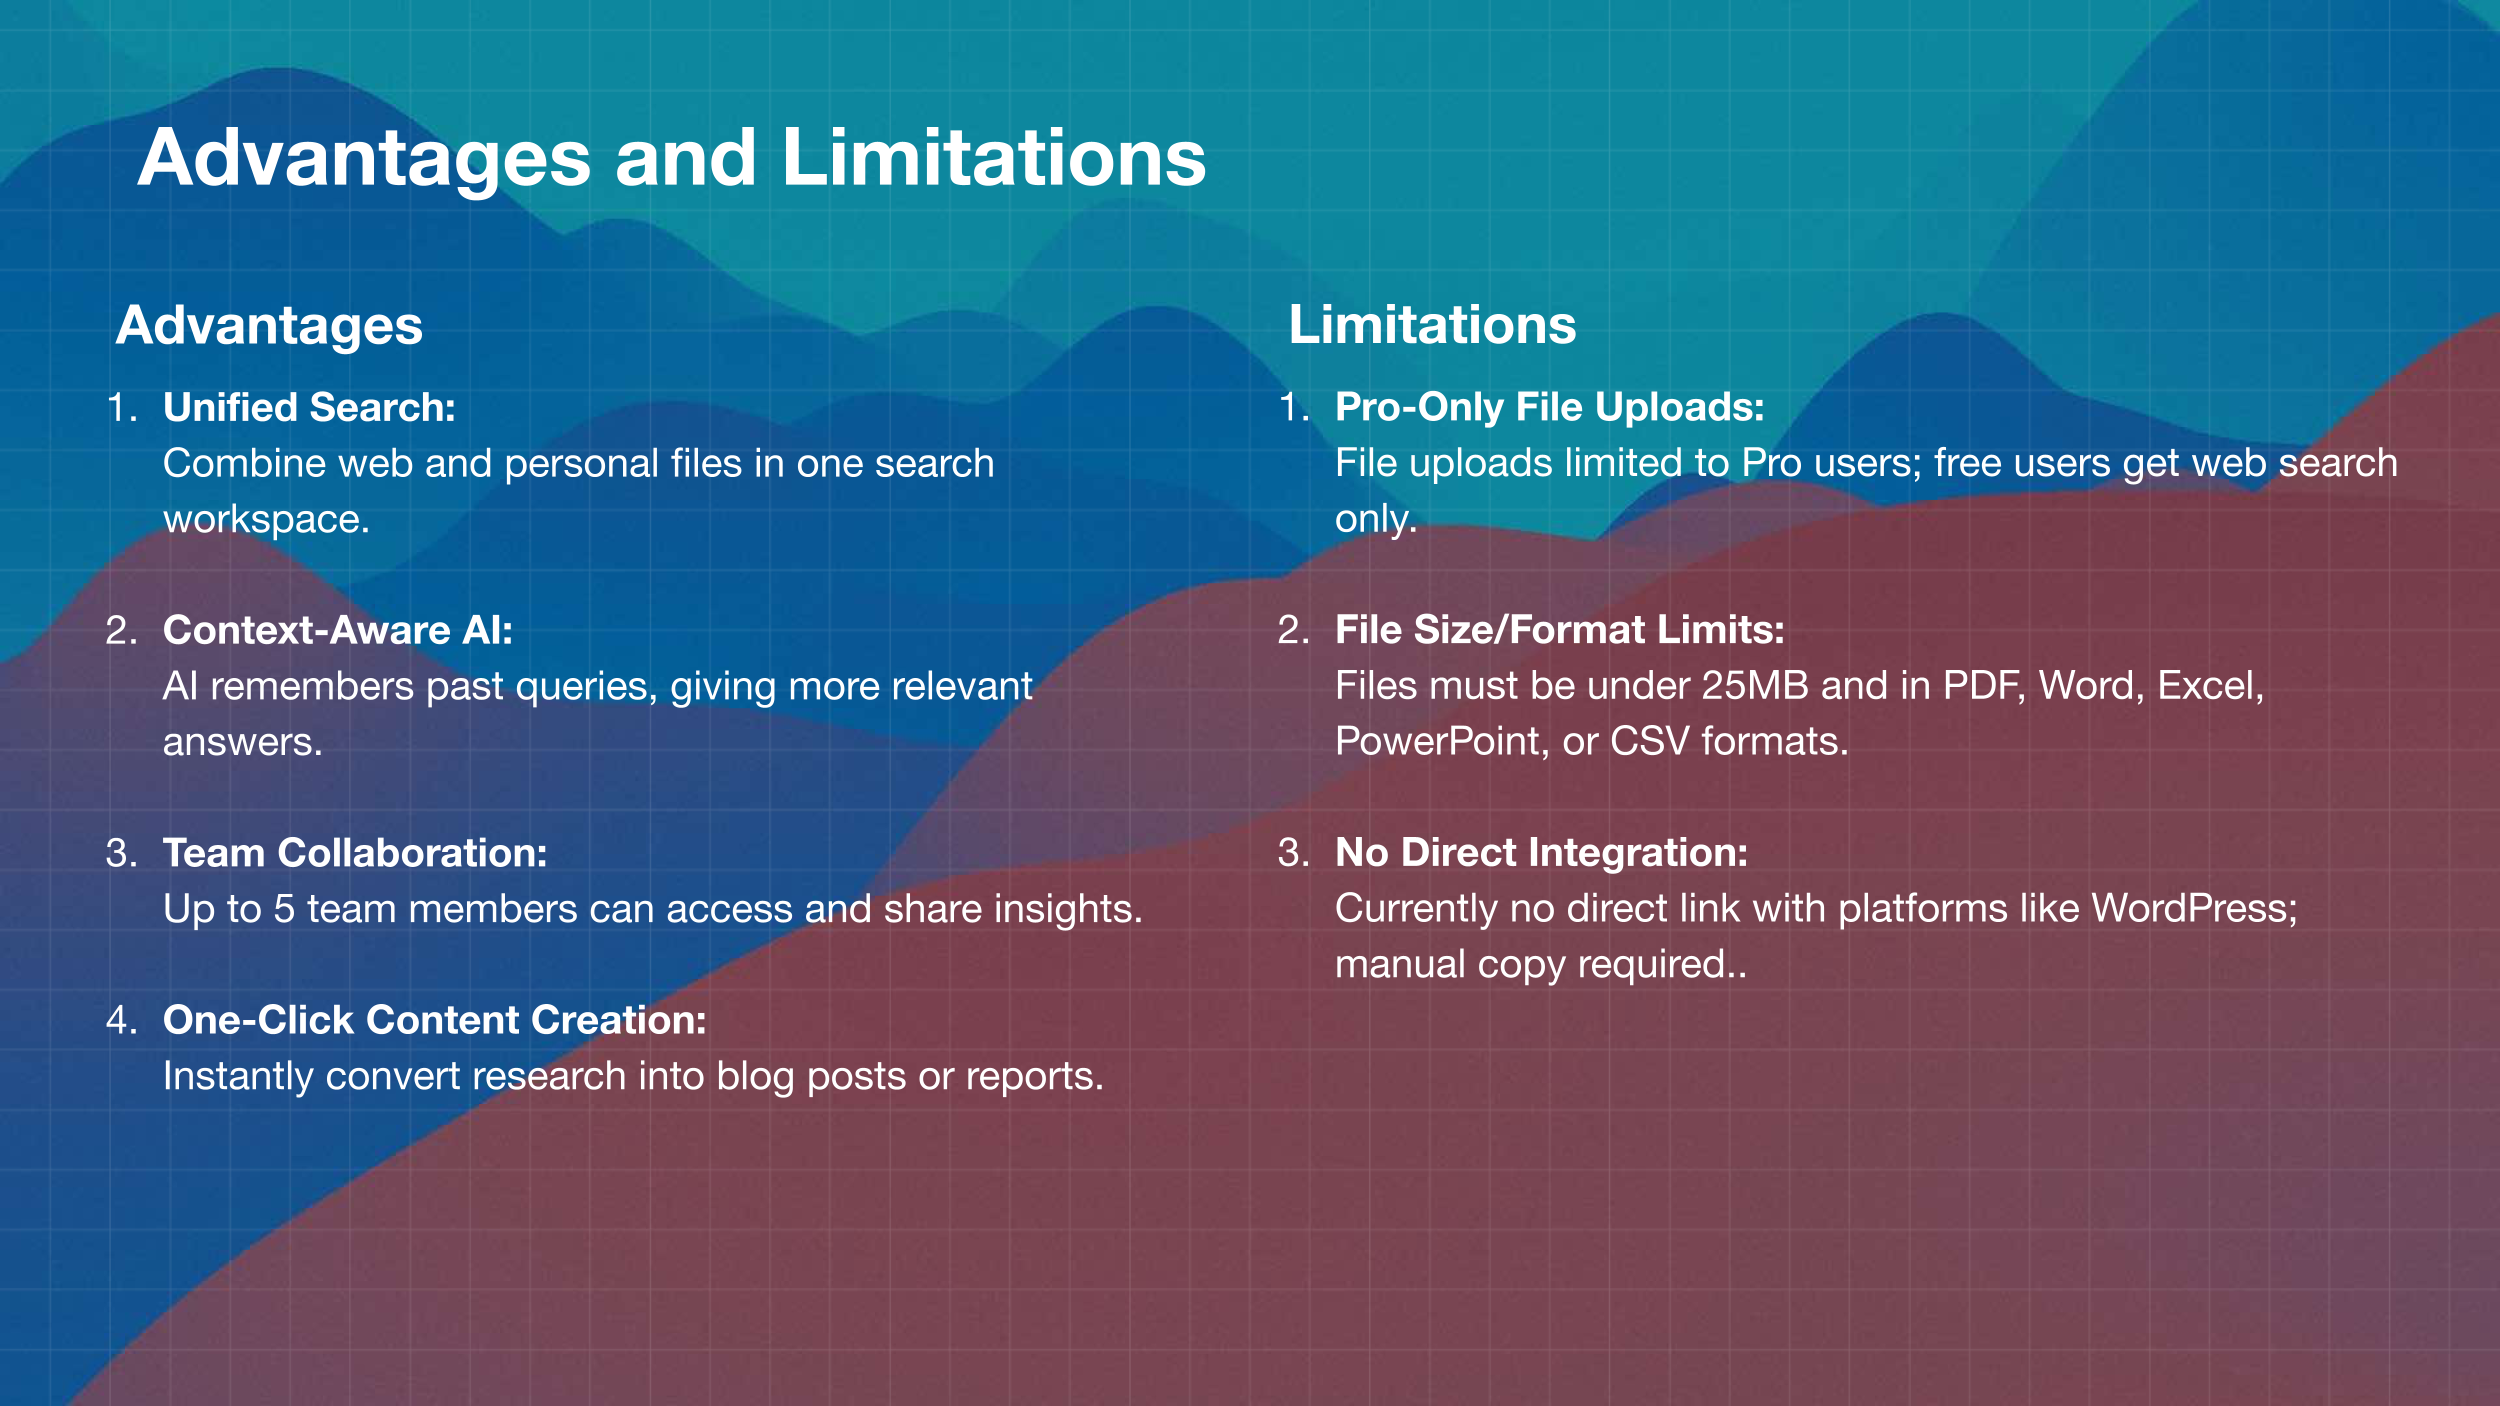 Advantages and Limitations
Advantages
1. Unified Search:
Combine web and personal files in one search
workspace.
2. Context-Aware AI:
AI remembers past queries, giving more relevant
answers.
3. Team Collaboration:
Up to 5 team members can access and share insights.
4. One-Click Content Creation:
Instantly convert research into blog posts or reports.
Limitations
1. Pro-Only File Uploads:
File uploads limited to Pro users; free users get web search
only.
2. File Size/Format Limits:
Files must be under 25MB and in PDF, Word, Excel,
PowerPoint, or CSV formats.
3. No Direct Integration:
Currently no direct link with platforms like WordPress;
manual copy required..